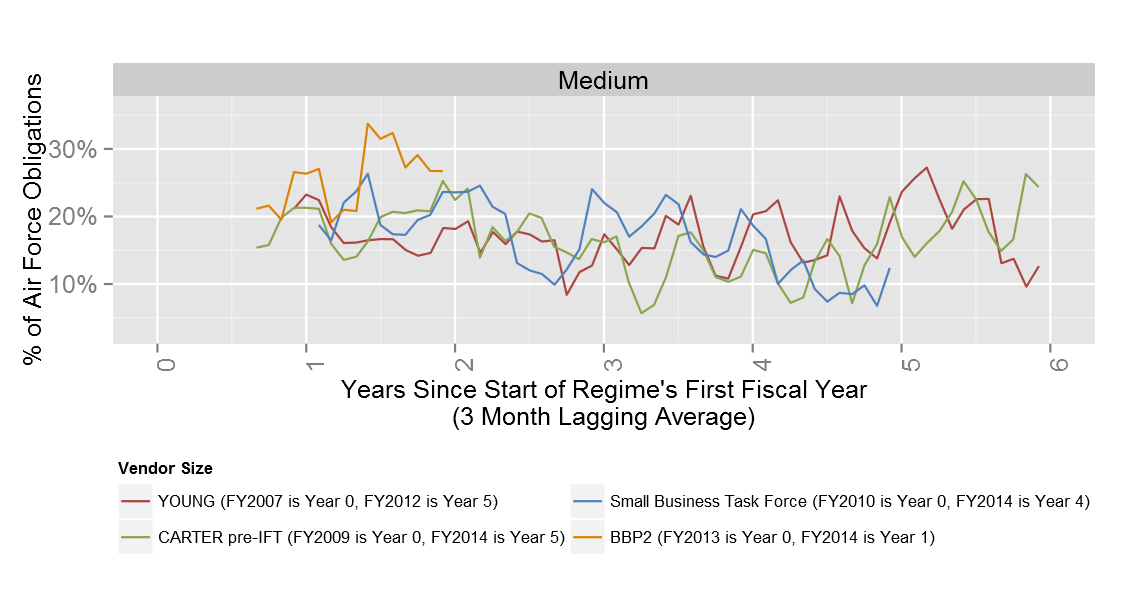 Medium
% of Air Force Obligations
30%
20%
10%
0 1 2 3 4 5 6
Years Since Start of Regime's First Fiscal Year
(3 Month Lagging Average)
Vendor Size
YOUNG (FY2007 is Year 0, FY2012 is Year 5)
Small Business Task Force (FY2010 is Year 0, FY2014 is Year 4)
CARTER pre-IFT (FY2009 is Year 0, FY2014 is Year 5)
BBP2 (FY2013 is Year 0, FY2014 is Year 1)